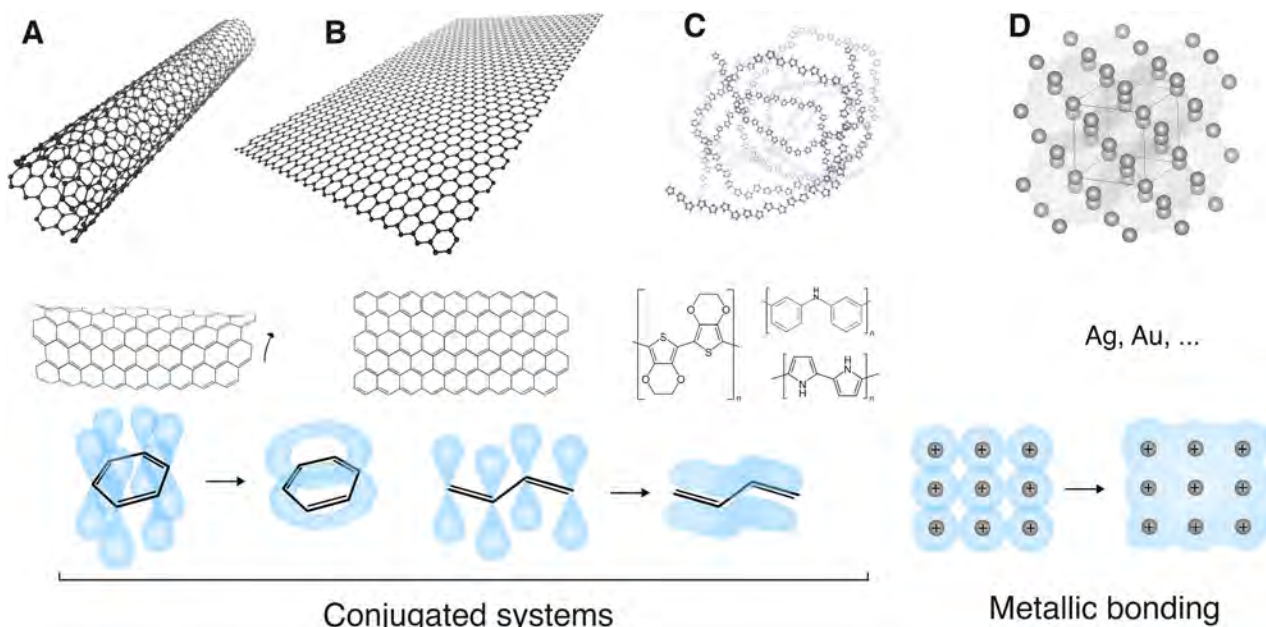 A B C D
O O
S
S
O O
n
H
N
n
H
N
N
H
n
Ag, Au, ...
+ + +
+ + +
+ + +
+ + +
+ + +
+ + +
Conjugated systems
Metallic bonding